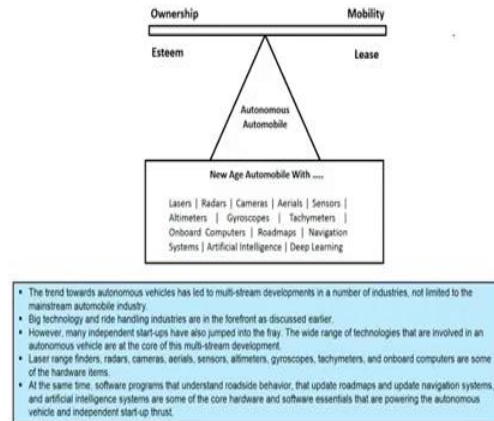 Ownership Mobility
Esteem Lease
Autonomous
Automobile
New Age Automobile With ....
Lasers | Radars | Cameras | Aerials | Sensors |
Altimeters | Gyroscopes | Tachymeters |
Onboard Computers | Roadmaps | Navigation
Systems | Artificial Intelligence | Deep Learning
• The trend towards autonomous vehicles has led to multi-stream developments in a number of industries, not limited to the
mainstream automobile industry.
• Big technology and ride handling industries are in the forefront as discussed earlier.
• However, many independent start-ups have also jumped into the fray. The wide range of technologies that are involved in an
autonomous vehicle are at the core of this multi-stream development.
• Laser range finders, radars, cameras, aerials, sensors, altimeters, gyroscopes, tachymeters, and onboard computers are some
of the hardware items.
• At the same time, software programs that understand roadside behavior, that update roadmaps and update navigation systems,
and artificial intelligence systems are some of the core hardware and software essentials that are powering the autonomous
vehicle and independent start-up thrust.